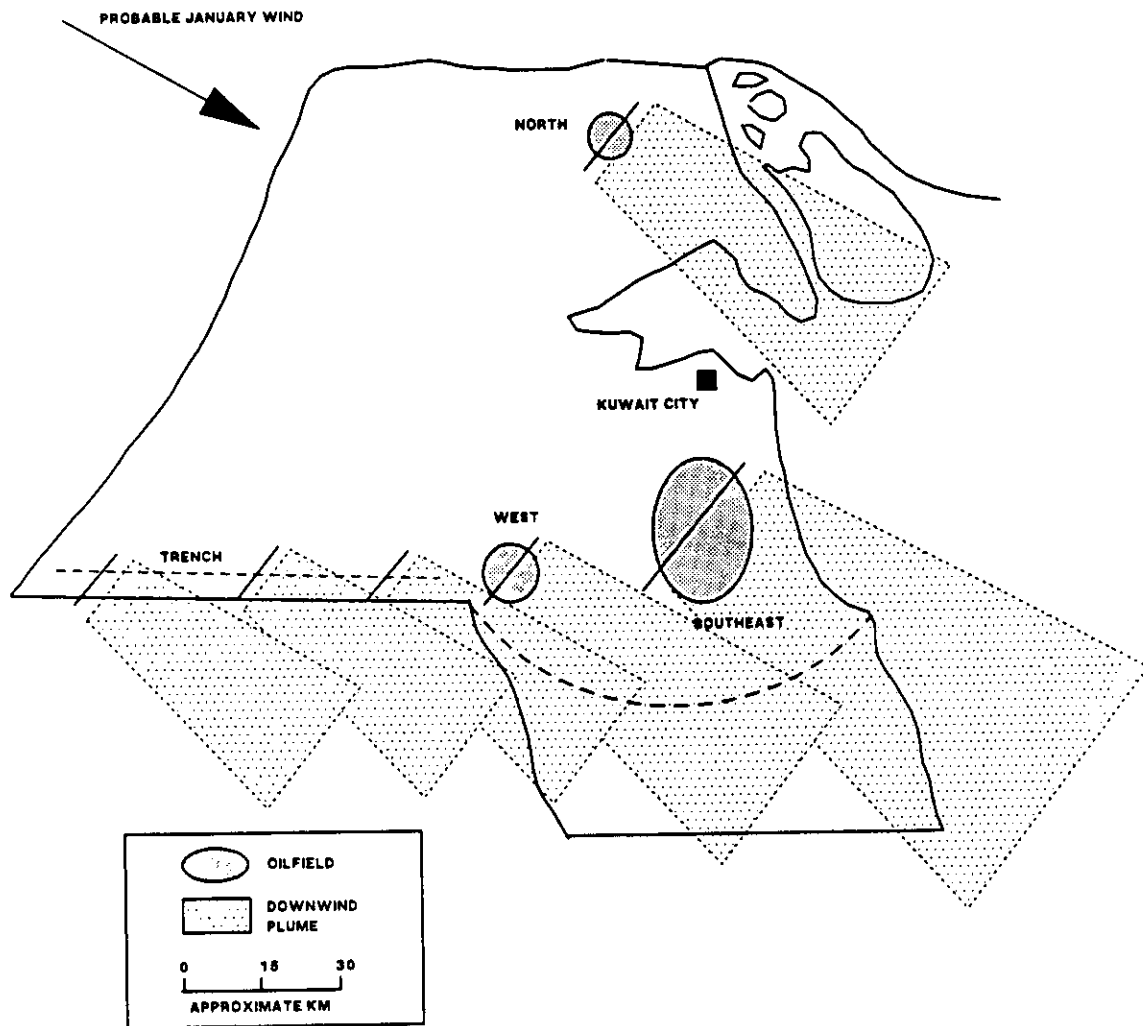 PROBABLE JANUARY WIND
NORTH
KUWAIT CITY
WEST
TRENCH
SOUTHEAST
OILFIELD
DOWNWIND
PLUME
0 15 30
APPROXIMATE KM